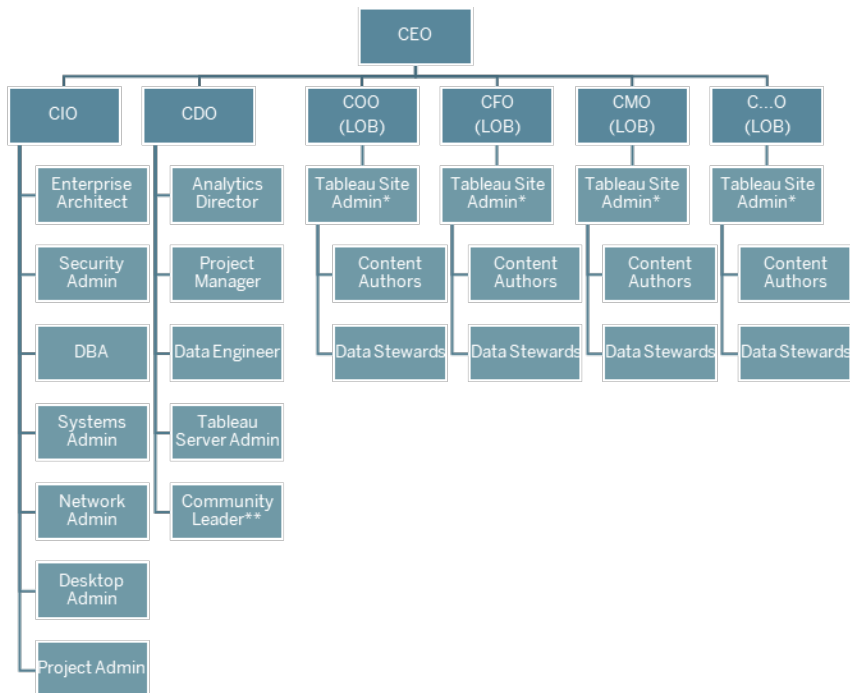 CEO
CIO
CDO
COO
(LOB)
CFO
(LOB)
CMO
(LOB)
C...O
(LOB)
Enterprise
Architect
Security
Admin
DBA
Systems
Admin
Network
Admin
Desktop
Admin
Project Admin
Analytics
Director
Project
Manager
Data Engineer
Tableau
Server Admin
Community
Leader**
Tableau Site
Admin*
Content
Authors
Data Stewards
Tableau Site
Admin*
Content
Authors
Data Stewards
Tableau Site
Admin*
Content
Authors
Data Stewards
Tableau Site
Admin*
Content
Authors
Data Stewards